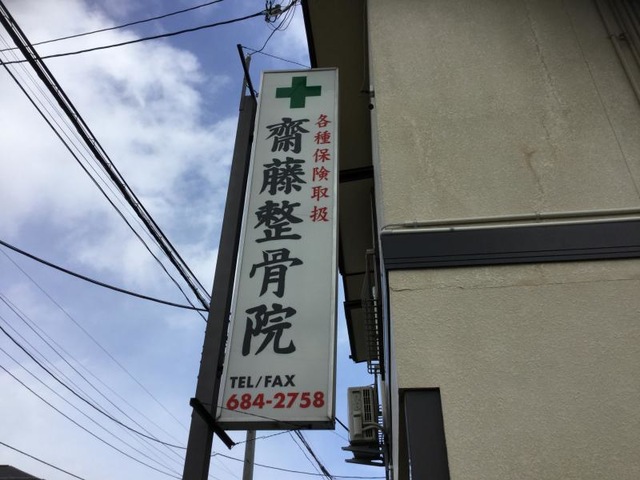 各種保険取扱
齋藤整骨院
TEL/FAX
684-2758